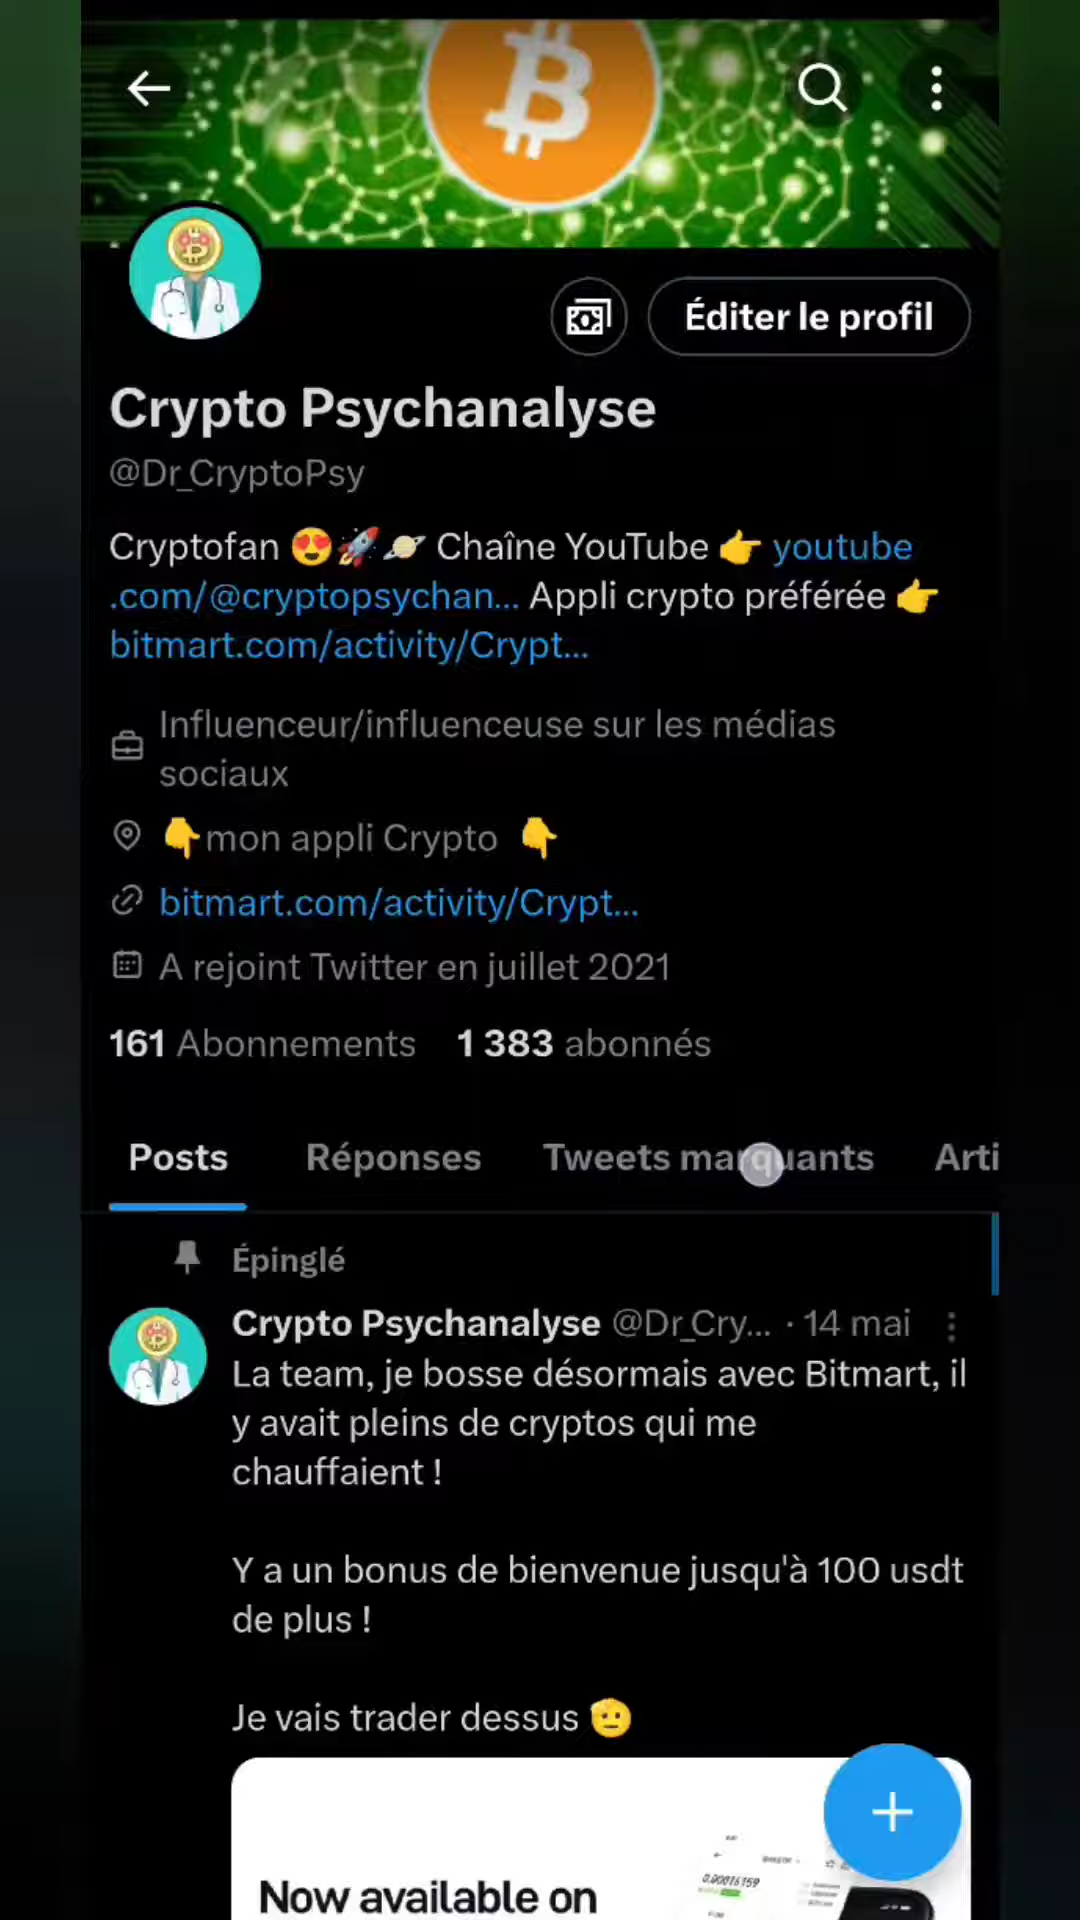 Éditer le profil
Crypto Psychanalyse
@Dr_CryptoPsy
Cryptofan 😍🚀🪐 Chaîne YouTube 👉 youtube
.com/@cryptopsychan... Appli crypto préférée 👉
bitmart.com/activity/Crypt...
Influenceur/influenceuse sur les médias
sociaux
👇mon appli Crypto 👇
bitmart.com/activity/Crypt...
A rejoint Twitter en juillet 2021
161 Abonnements 1 383 abonnés
Posts Réponses Tweets marquants Arti
Épinglé
Crypto Psychanalyse @Dr_Cry... · 14 mai
La team, je bosse désormais avec Bitmart, il
y avait pleins de cryptos qui me
chauffaient !
Y a un bonus de bienvenue jusqu'à 100 usdt
de plus !
Je vais trader dessus 🫡
Now available on
0.00016159